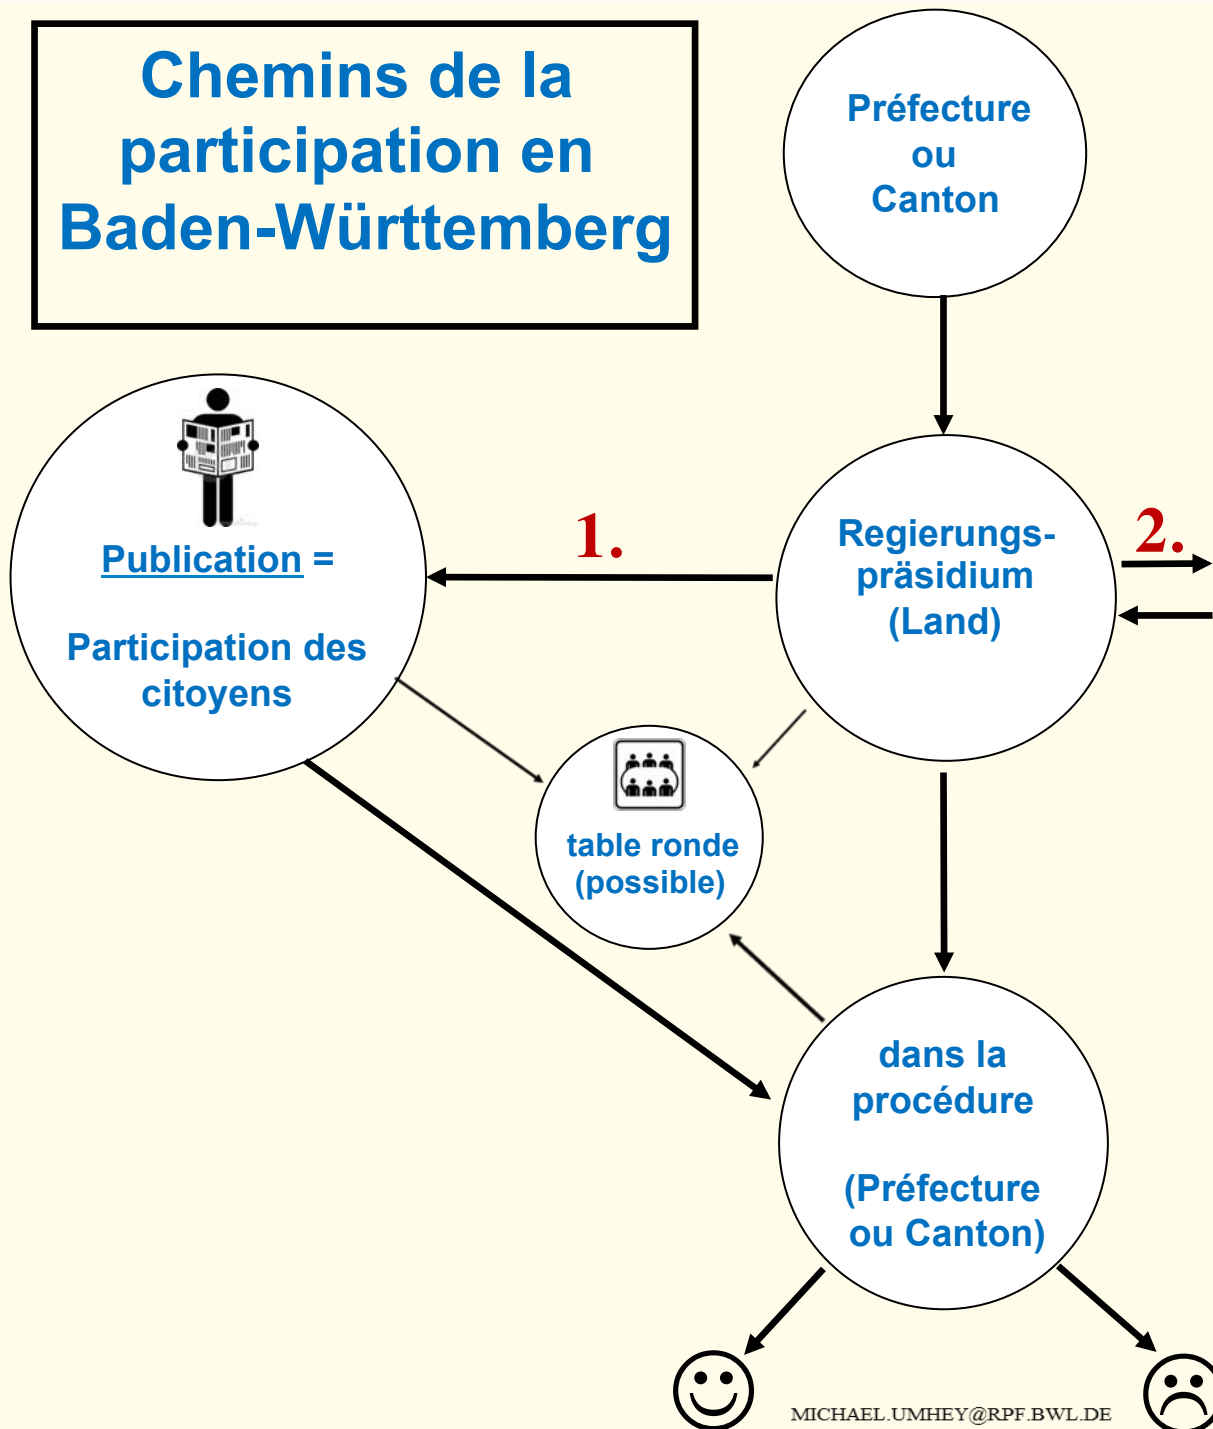 Chemins de la
participation en
Baden-Württemberg
Préfecture
ou
Canton
Publication =
Participation des
citoyens
1.
Regierungs-
präsidium
(Land)
2.
table ronde
(possible)
dans la
procédure
(Préfecture
ou Canton)
MICHAEL.UMHEY@RPF.BWL.DE